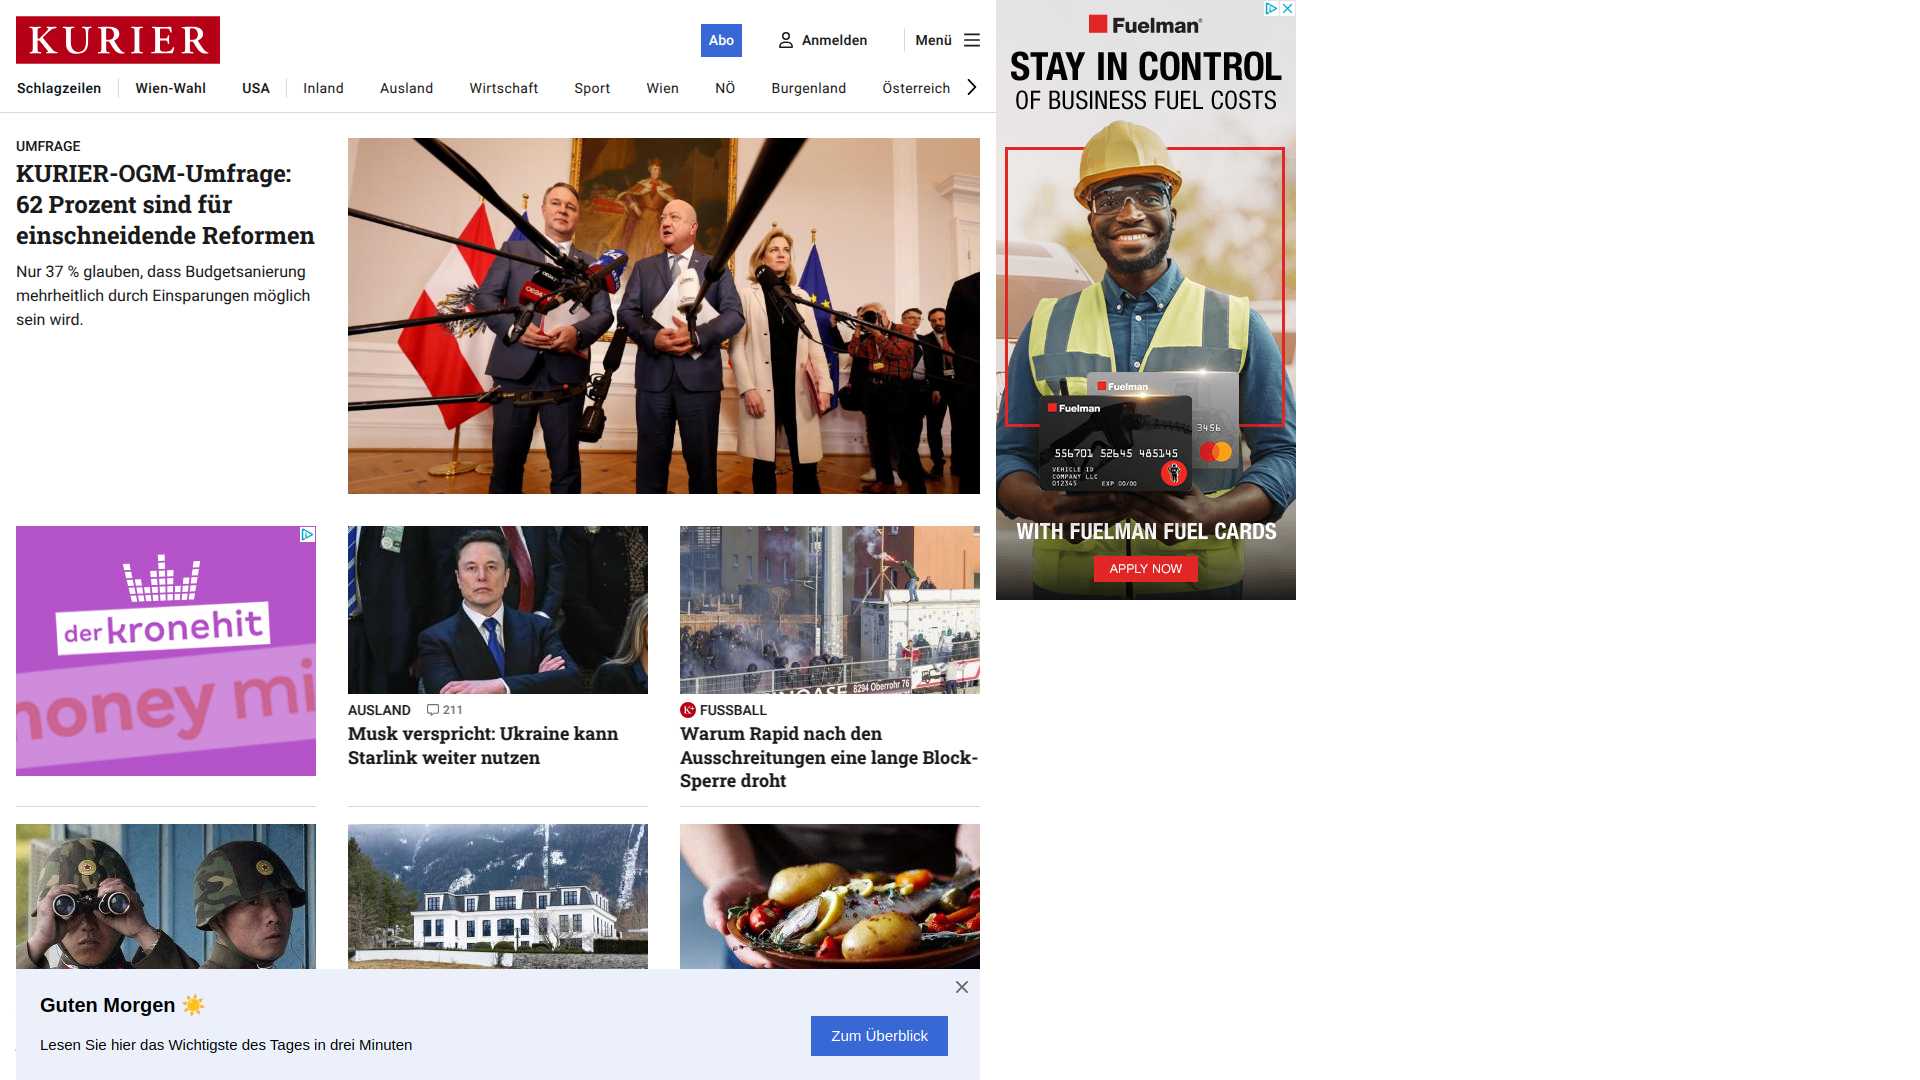 KURIER
Abo
Anmelden
Menü
Schlagzeilen
Wien-Wahl
USA
Inland
Ausland
Wirtschaft
Sport
Wien
NÖ
Burgenland
Österreich
UMFRAGE
KURIER-OGM-Umfrage:
62 Prozent sind für
einschneidende Reformen
Nur 37 % glauben, dass Budgetsanierung
mehrheitlich durch Einsparungen möglich
sein wird.
der kronehit
money mi
AUSLAND 211
Musk verspricht: Ukraine kann
Starlink weiter nutzen
8294 Oberrohr 76
K+ FUSSBALL
Warum Rapid nach den
Ausschreitungen eine lange Block-
Sperre droht
Guten Morgen ☀️
Lesen Sie hier das Wichtigste des Tages in drei Minuten
Zum Überblick
Fuelman
STAY IN CONTROL
OF BUSINESS FUEL COSTS
Fuelman
Fuelman
3456
556701 52645 485145
VEHICLE ID
COMPANY LLC
012345 EXP 00/00
WITH FUELMAN FUEL CARDS
APPLY NOW